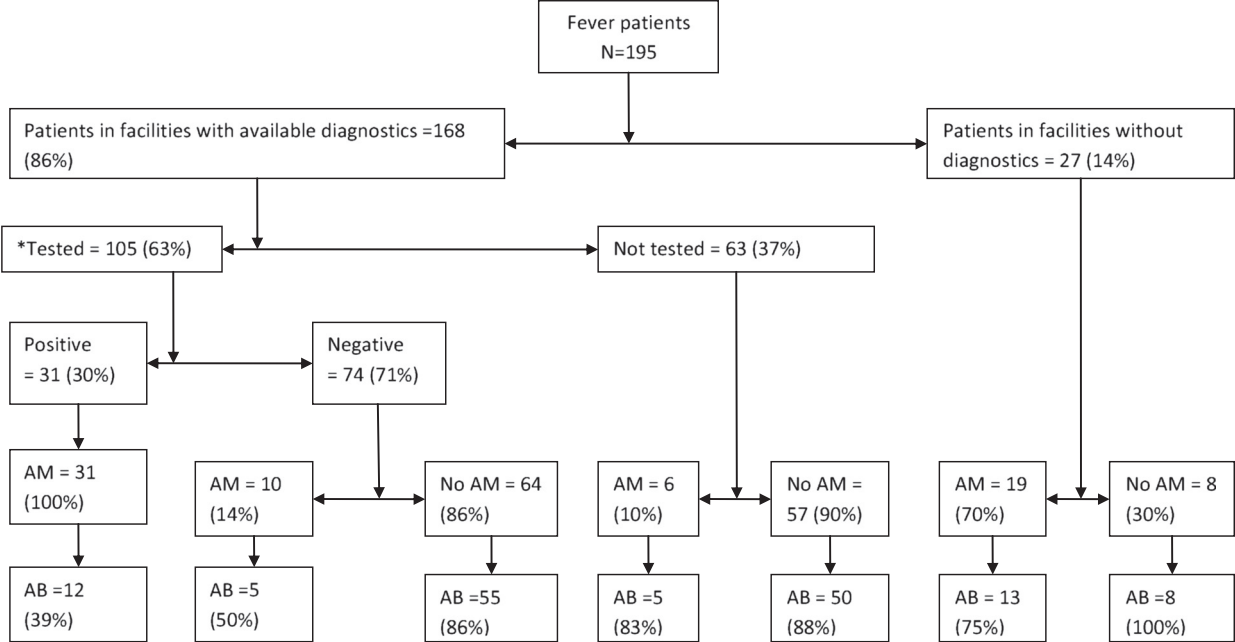 Fever patients
N=195
Patients in facilities with available diagnostics =168
(86%)
Patients in facilities without
diagnostics = 27 (14%)
*Tested = 105 (63%)
Not tested = 63 (37%)
Positive
= 31 (30%)
Negative
= 74 (71%)
AM = 31
(100%)
AM = 10
(14%)
No AM = 64
(86%)
AM = 6
(10%)
No AM =
57 (90%)
AM = 19
(70%)
No AM = 8
(30%)
AB =12
(39%)
AB =5
(50%)
AB =55
(86%)
AB =5
(83%)
AB = 50
(88%)
AB = 13
(75%)
AB =8
(100%)